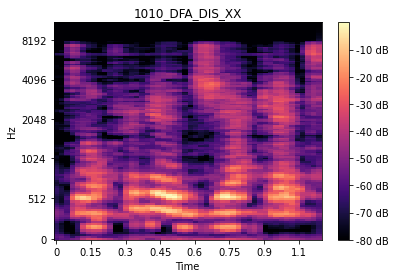 1010_DFA_DIS_XX
8192
4096
2048
1024
512
0
Hz
0 0.15 0.3 0.45 0.6 0.75 0.9 1.1
Time
-10 dB
-20 dB
-30 dB
-40 dB
-50 dB
-60 dB
-70 dB
-80 dB